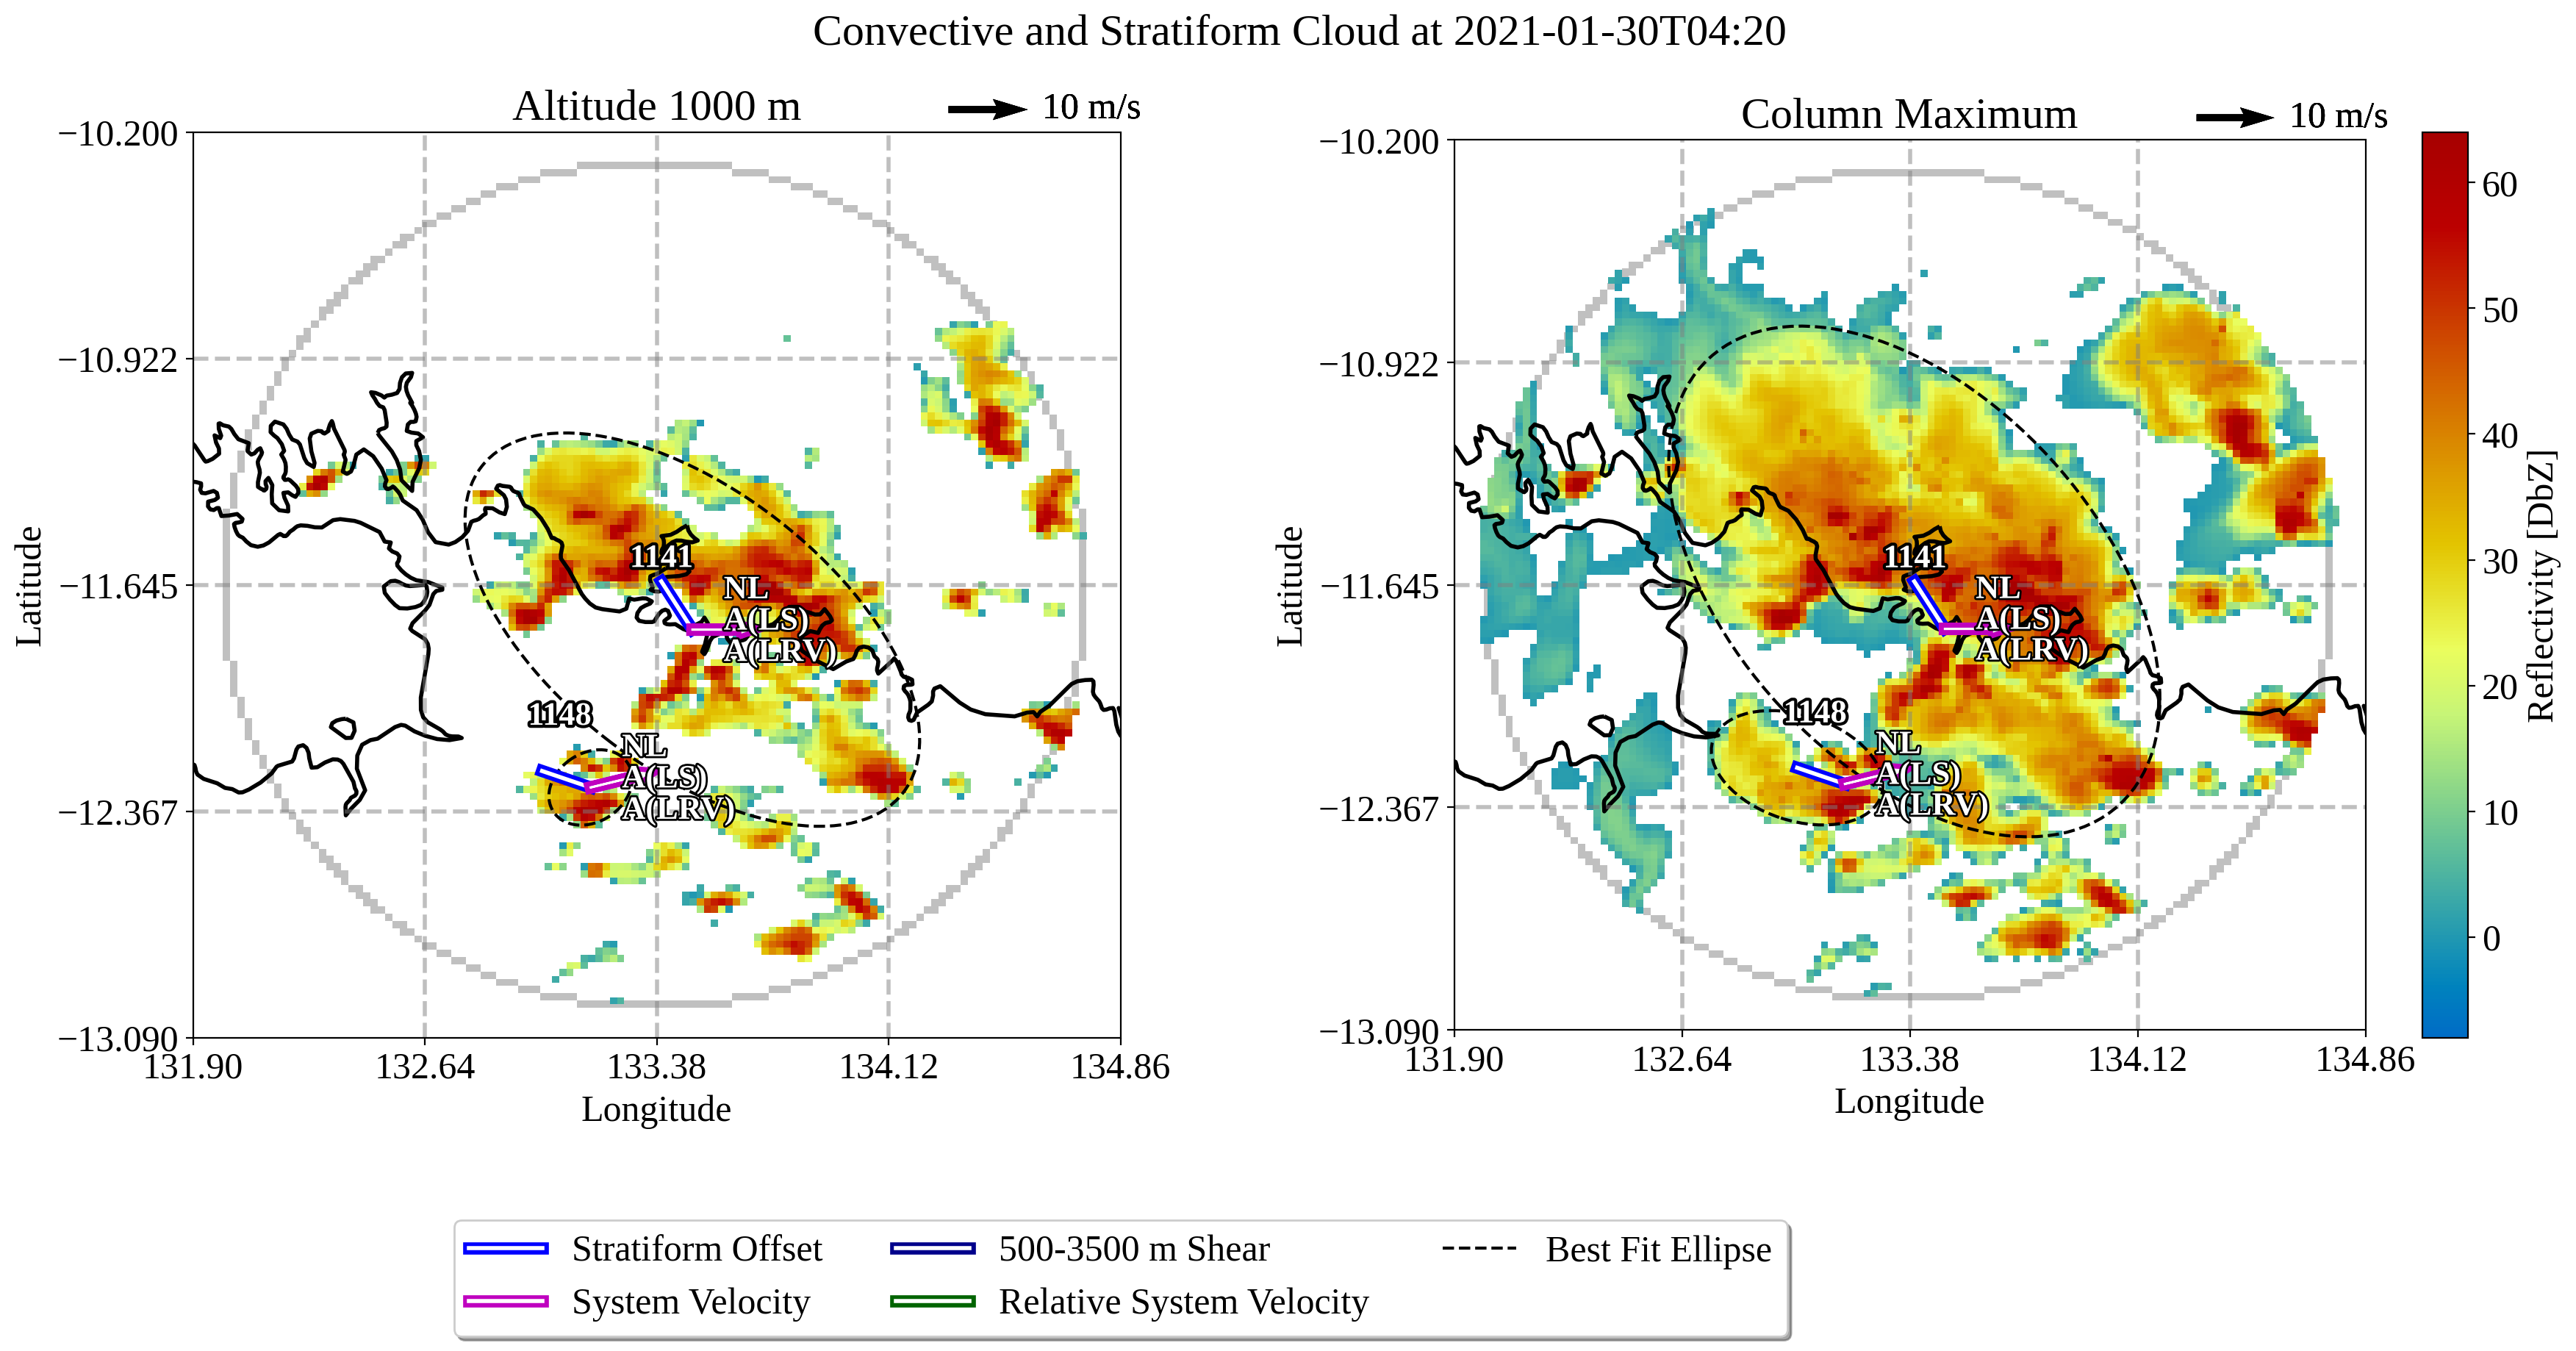 Convective and Stratiform Cloud at 2021-01-30T04:20
Altitude 1000 m
10 m/s
−10.200
−10.922
−11.645
−12.367
−13.090
Latitude
131.90
132.64
133.38
134.12
134.86
Longitude
1141
NL
A(LS)
A(LRV)
1148
NL
A(LS)
A(LRV)
Column Maximum
10 m/s
−10.200
−10.922
−11.645
−12.367
−13.090
Latitude
131.90
132.64
133.38
134.12
134.86
Longitude
1141
NL
A(LS)
A(LRV)
1148
NL
A(LS)
A(LRV)
60
50
40
30
20
10
0
Reflectivity [DbZ]
Stratiform Offset
System Velocity
500-3500 m Shear
Relative System Velocity
Best Fit Ellipse